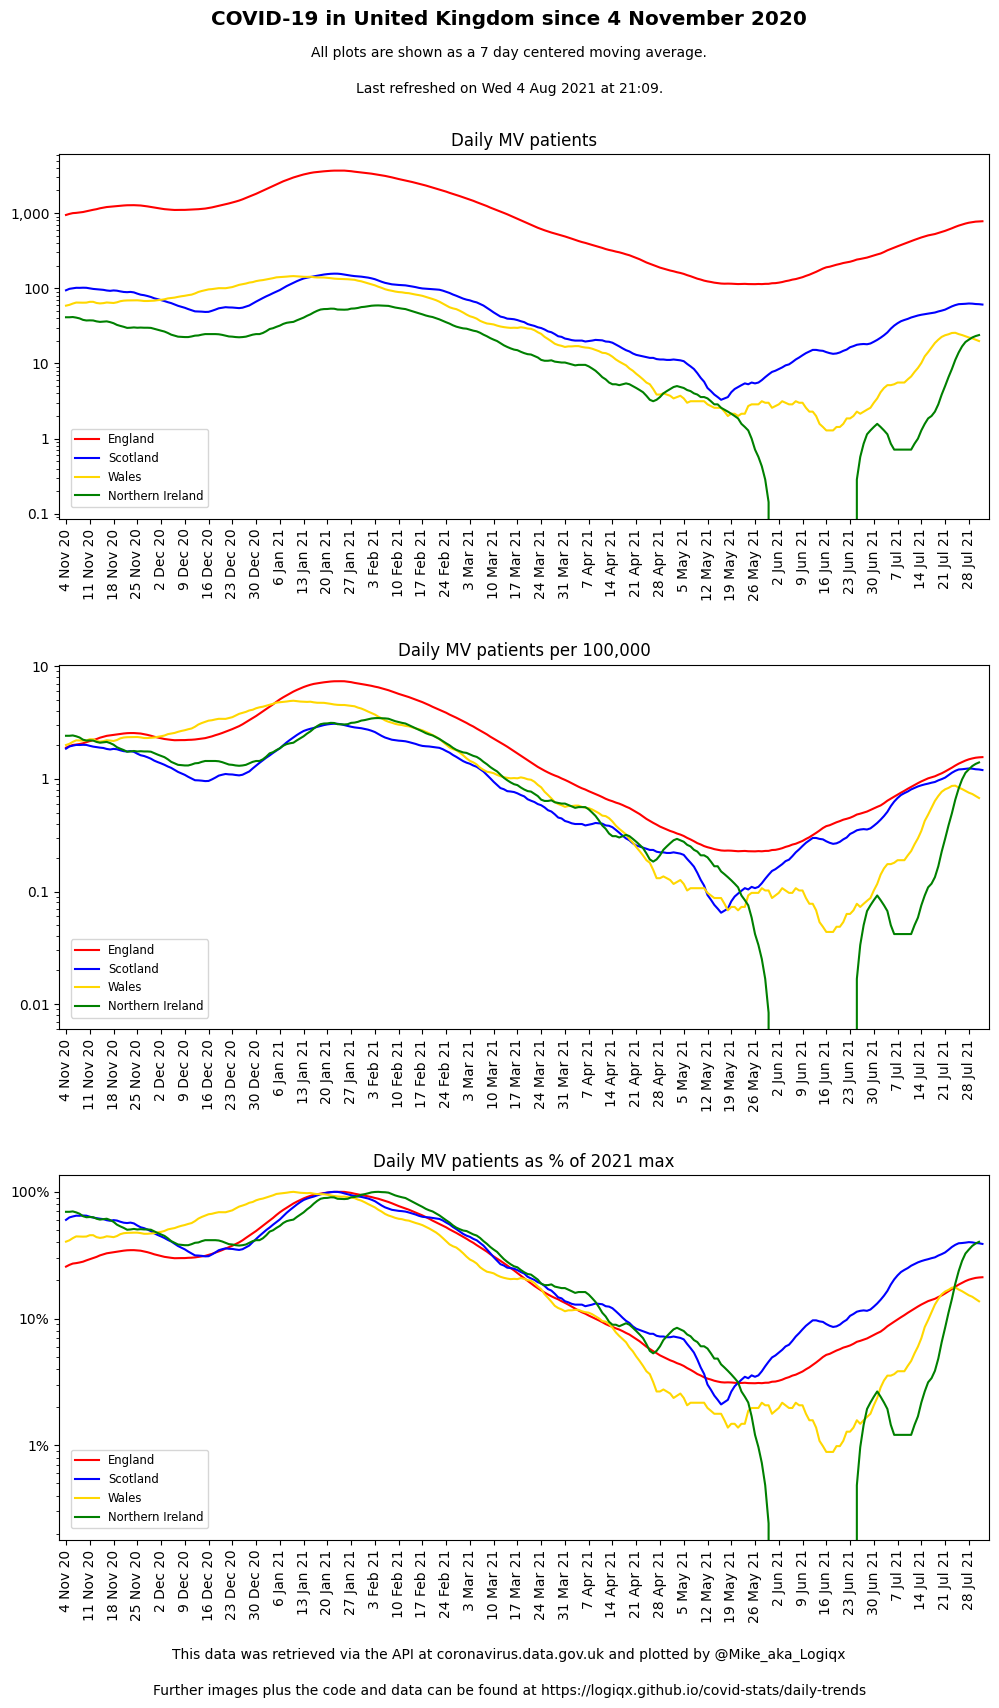 COVID-19 in United Kingdom since 4 November 2020
All plots are shown as a 7 day centered moving average.
Last refreshed on Wed 4 Aug 2021 at 21:09.
Daily MV patients
1,000
100
10
1
0.1
England
Scotland
Wales
Northern Ireland
4 Nov 20
11 Nov 20
18 Nov 20
25 Nov 20
2 Dec 20
9 Dec 20
16 Dec 20
23 Dec 20
30 Dec 20
6 Jan 21
13 Jan 21
20 Jan 21
27 Jan 21
3 Feb 21
10 Feb 21
17 Feb 21
24 Feb 21
3 Mar 21
10 Mar 21
17 Mar 21
24 Mar 21
31 Mar 21
7 Apr 21
14 Apr 21
21 Apr 21
28 Apr 21
5 May 21
12 May 21
19 May 21
26 May 21
2 Jun 21
9 Jun 21
16 Jun 21
23 Jun 21
30 Jun 21
7 Jul 21
14 Jul 21
21 Jul 21
28 Jul 21
Daily MV patients per 100,000
10
1
0.1
0.01
England
Scotland
Wales
Northern Ireland
4 Nov 20
11 Nov 20
18 Nov 20
25 Nov 20
2 Dec 20
9 Dec 20
16 Dec 20
23 Dec 20
30 Dec 20
6 Jan 21
13 Jan 21
20 Jan 21
27 Jan 21
3 Feb 21
10 Feb 21
17 Feb 21
24 Feb 21
3 Mar 21
10 Mar 21
17 Mar 21
24 Mar 21
31 Mar 21
7 Apr 21
14 Apr 21
21 Apr 21
28 Apr 21
5 May 21
12 May 21
19 May 21
26 May 21
2 Jun 21
9 Jun 21
16 Jun 21
23 Jun 21
30 Jun 21
7 Jul 21
14 Jul 21
21 Jul 21
28 Jul 21
Daily MV patients as % of 2021 max
100%
10%
1%
England
Scotland
Wales
Northern Ireland
4 Nov 20
11 Nov 20
18 Nov 20
25 Nov 20
2 Dec 20
9 Dec 20
16 Dec 20
23 Dec 20
30 Dec 20
6 Jan 21
13 Jan 21
20 Jan 21
27 Jan 21
3 Feb 21
10 Feb 21
17 Feb 21
24 Feb 21
3 Mar 21
10 Mar 21
17 Mar 21
24 Mar 21
31 Mar 21
7 Apr 21
14 Apr 21
21 Apr 21
28 Apr 21
5 May 21
12 May 21
19 May 21
26 May 21
2 Jun 21
9 Jun 21
16 Jun 21
23 Jun 21
30 Jun 21
7 Jul 21
14 Jul 21
21 Jul 21
28 Jul 21
This data was retrieved via the API at coronavirus.data.gov.uk and plotted by @Mike_aka_Logiqx
Further images plus the code and data can be found at https://logiqx.github.io/covid-stats/daily-trends